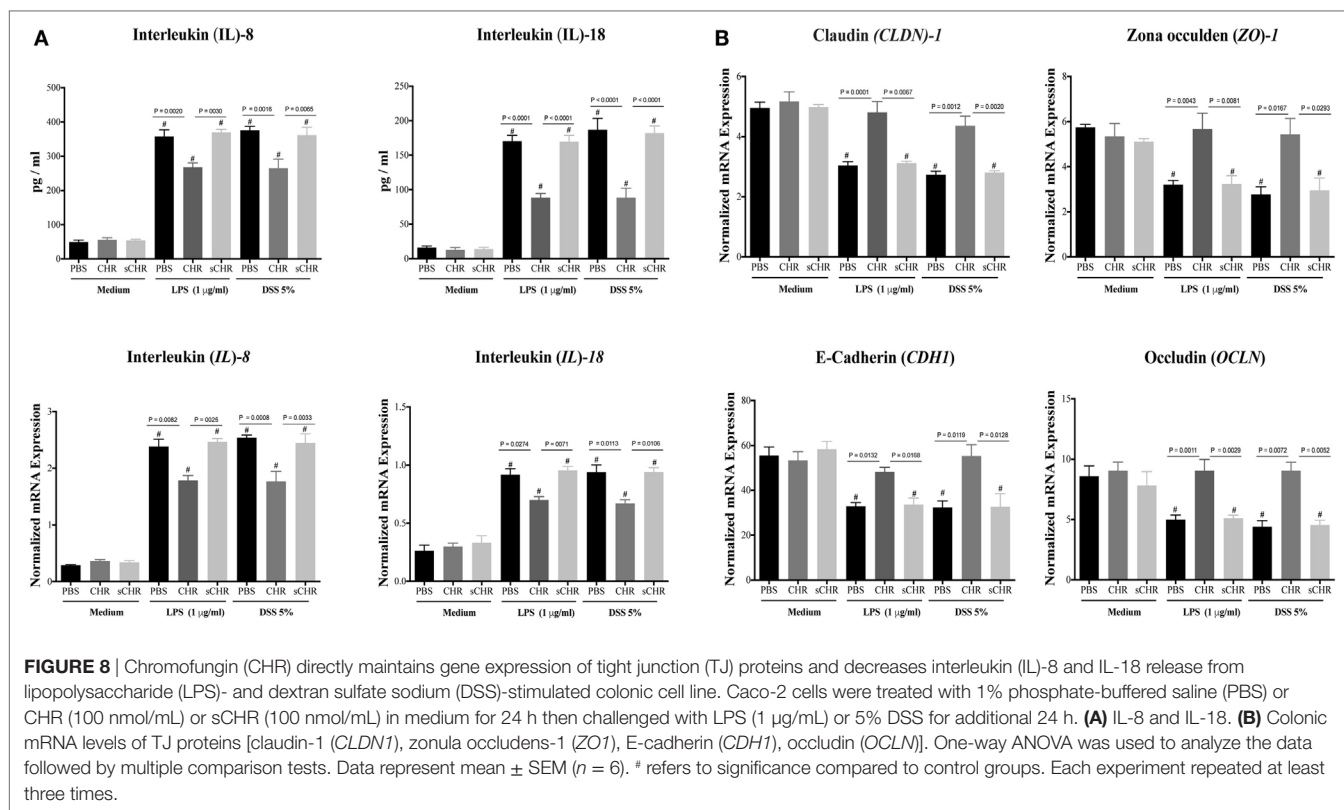 A
Interleukin (IL)-8
pg / ml
500
400
300
200
100
0
P = 0.0020
P =0030
P = 0.0016
P = 0.0065
#
#
#
#
#
#
PBS CHR sCHR PBS CHR sCHR PBS CHR sCHR
Medium LPS (1 µg/ml) DSS 5%
Interleukin (IL)-18
250
200
150
100
50
0
P <0.0001
P <0.0001
P < 0.0001
P <0.0001
#
#
#
#
#
#
PBS CHR sCHR PBS CHR sCHR PBS CHR sCHR
Medium LPS (1 µg/ml) DSS 5%
Interleukin (IL)-8
Normalized mRNA Expression
3
2
1
0
P = 0.0082
P =0025
P = 0.0008
P = 0.0033
#
#
#
#
#
#
PBS CHR sCHR PBS CHR sCHR PBS CHR sCHR
Medium LPS (1 µg/ml) DSS 5%
Interleukin (IL)-18
Normalized mRNA Expression
1.5
1.0
0.5
0.0
P = 0.0274
P =0071
P = 0.0113
P = 0.0106
#
#
#
#
#
#
PBS CHR sCHR PBS CHR sCHR PBS CHR sCHR
Medium LPS (1 µg/ml) DSS 5%
B
Claudin (CLDN)-1
Normalized mRNA Expression
6
4
2
0
P = 0.0001
P = 0.0067
P = 0.0012
P = 0.0020
#
#
#
#
PBS CHR sCHR PBS CHR sCHR PBS CHR sCHR
Medium LPS (1 µg/ml) DSS 5%
Zona occulden (ZO)-1
Normalized mRNA Expression
8
6
4
2
0
P = 0.0043
P = 0.0081
P = 0.0167
P = 0.0293
#
#
#
#
PBS CHR sCHR PBS CHR sCHR PBS CHR sCHR
Medium LPS (1 µg/ml) DSS 5%
E-Cadherin (CDH1)
Normalized mRNA Expression
80
60
40
20
0
P = 0.0132
P = 0.0168
P = 0.0119
P = 0.0128
#
#
#
#
PBS CHR sCHR PBS CHR sCHR PBS CHR sCHR
Medium LPS (1 µg/ml) DSS 5%
Occludin (OCLN)
Normalized mRNA Expression
15
10
5
0
P = 0.0011
P = 0.0029
P = 0.0072
P = 0.0052
#
#
#
#
PBS CHR sCHR PBS CHR sCHR PBS CHR sCHR
Medium LPS (1 µg/ml) DSS 5%
FIGURE 8 | Chromofungin (CHR) directly maintains gene expression of tight junction (TJ) proteins and decreases interleukin (IL)-8 and IL-18 release from
lipopolysaccharide (LPS)- and dextran sulfate sodium (DSS)-stimulated colonic cell line. Caco-2 cells were treated with 1% phosphate-buffered saline (PBS) or
CHR (100 nmol/mL) or sCHR (100 nmol/mL) in medium for 24 h then challenged with LPS (1 µg/mL) or 5% DSS for additional 24 h. (A) IL-8 and IL-18. (B) Colonic
mRNA levels of TJ proteins [claudin-1 (CLDN1), zonula occludens-1 (ZO1), E-cadherin (CDH1), occludin (OCLN)]. One-way ANOVA was used to analyze the data
followed by multiple comparison tests. Data represent mean ± SEM (n = 6). # refers to significance compared to control groups. Each experiment repeated at least
three times.